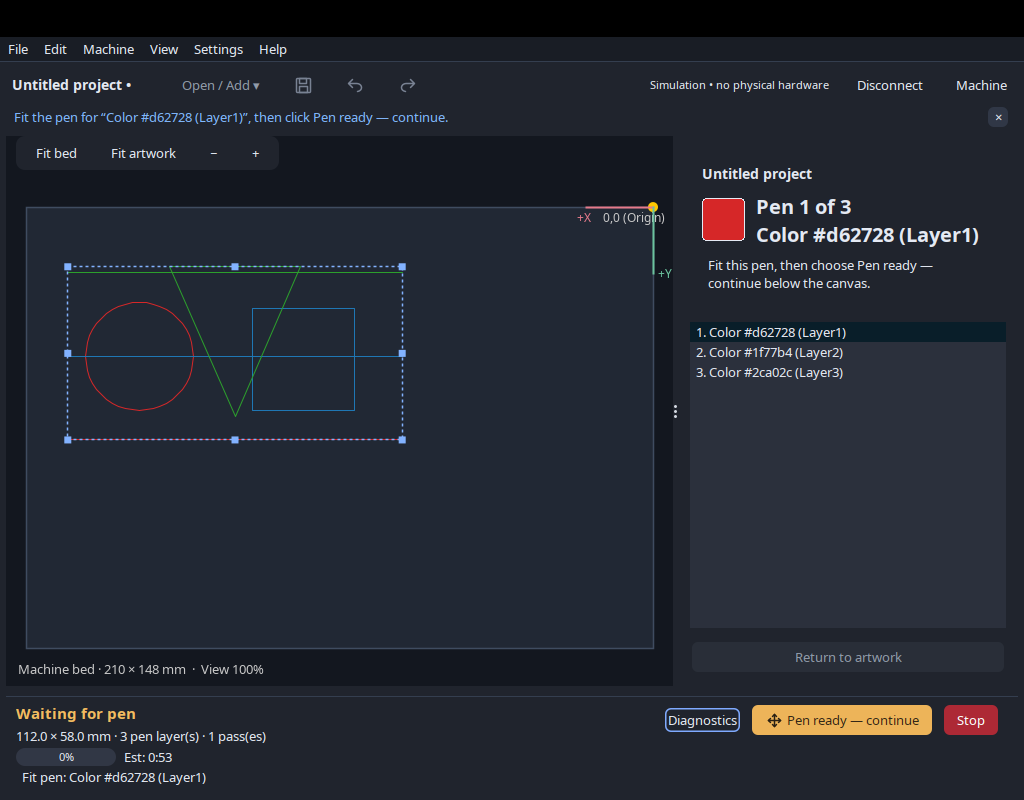 File Edit Machine View Settings Help
Untitled project • Open / Add ▾ Simulation • no physical hardware Disconnect Machine
Fit the pen for “Color #d62728 (Layer1)”, then click Pen ready — continue. ×
Fit bed Fit artwork − +
+X 0,0 (Origin)
+Y
Machine bed · 210 × 148 mm · View 100%
Untitled project
Pen 1 of 3
Color #d62728 (Layer1)
Fit this pen, then choose Pen ready —
continue below the canvas.
1. Color #d62728 (Layer1)
2. Color #1f77b4 (Layer2)
3. Color #2ca02c (Layer3)
Return to artwork
Waiting for pen
112.0 × 58.0 mm · 3 pen layer(s) · 1 pass(es)
0% Est: 0:53
Fit pen: Color #d62728 (Layer1)
Diagnostics Pen ready — continue Stop